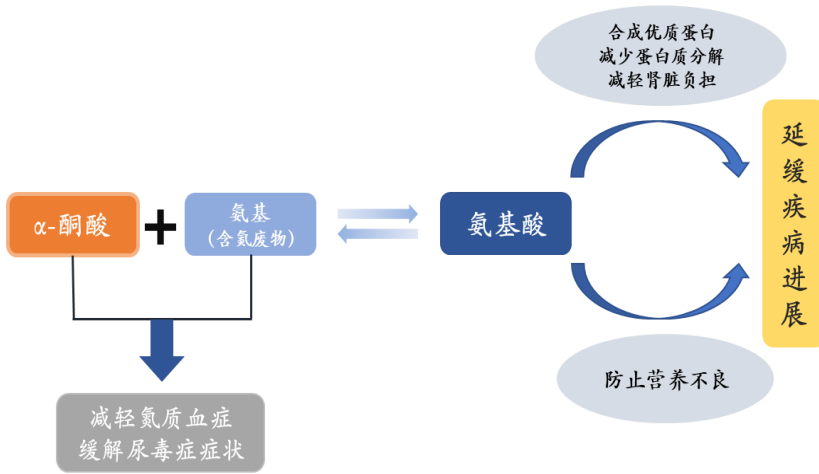 合成优质蛋白
减少蛋白质分解
减轻肾脏负担
α-酮酸
+
氨基
（含氮废物）
氨基酸
延缓疾病进展
防止营养不良
减轻氮质血症
缓解尿毒症症状